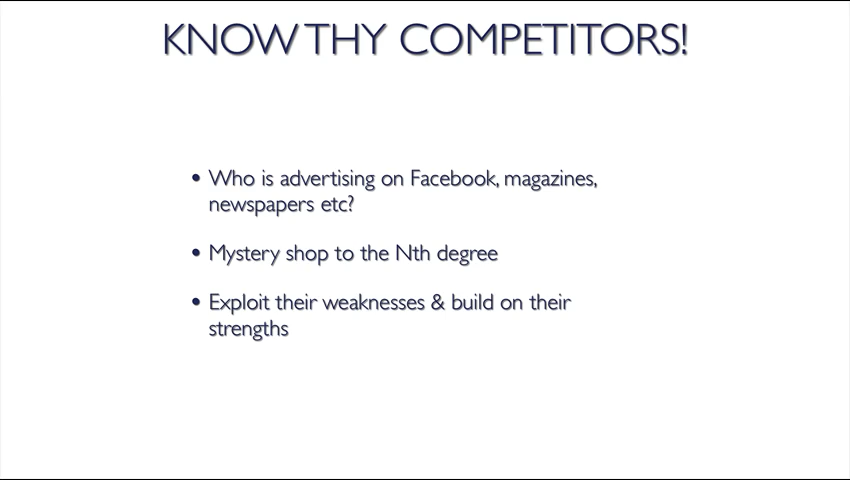 KNOW THY COMPETITORS!
• Who is advertising on Facebook, magazines,
newspapers etc?
• Mystery shop to the Nth degree
• Exploit their weaknesses & build on their
strengths